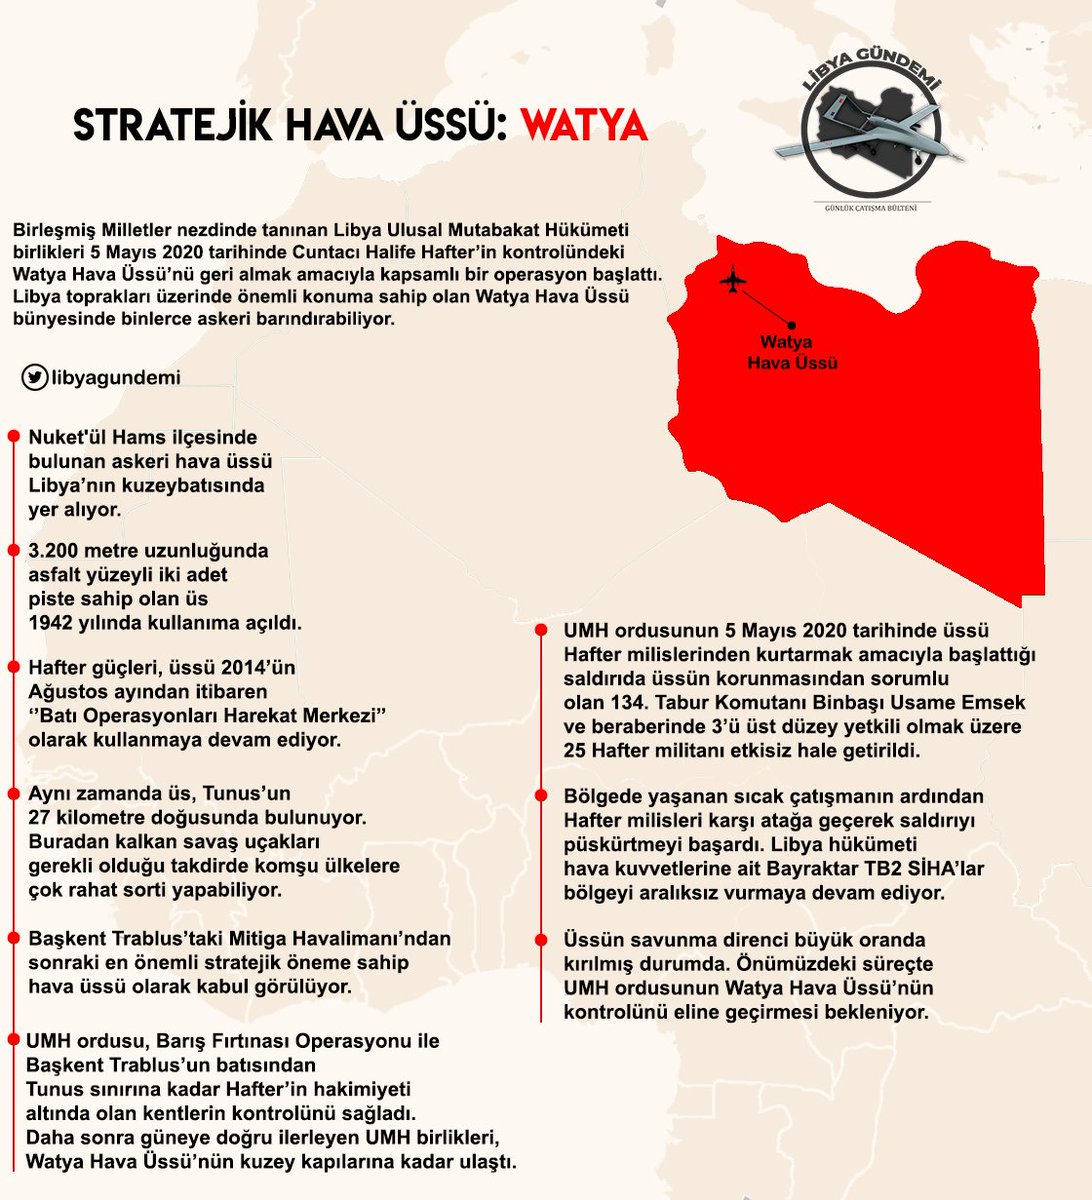 LİBYA GÜNDEMİ
GÜNLÜK ÇATIŞMA BÜLTENİ
STRATEJİK HAVA ÜSSÜ: WATYA
Birleşmiş Milletler nezdinde tanınan Libya Ulusal Mutabakat Hükümeti
birlikleri 5 Mayıs 2020 tarihinde Cuntacı Halife Hafter’in kontrolündeki
Watya Hava Üssü’nü geri almak amacıyla kapsamlı bir operasyon başlattı.
Libya toprakları üzerinde önemli konuma sahip olan Watya Hava Üssü
bünyesinde binlerce askeri barındırabiliyor.
libyagundemi
Watya
Hava Üssü
Nuket'ül Hams ilçesinde
bulunan askeri hava üssü
Libya’nın kuzeybatısında
yer alıyor.
3.200 metre uzunluğunda
asfalt yüzeyli iki adet
piste sahip olan üs
1942 yılında kullanıma açıldı.
Hafter güçleri, üssü 2014’ün
Ağustos ayından itibaren
‘’Batı Operasyonları Harekat Merkezi’’
olarak kullanmaya devam ediyor.
Aynı zamanda üs, Tunus’un
27 kilometre doğusunda bulunuyor.
Buradan kalkan savaş uçakları
gerekli olduğu takdirde komşu ülkelere
çok rahat sorti yapabiliyor.
Başkent Trablus’taki Mitiga Havalimanı’ndan
sonraki en önemli stratejik öneme sahip
hava üssü olarak kabul görülüyor.
UMH ordusu, Barış Fırtınası Operasyonu ile
Başkent Trablus’un batısından
Tunus sınırına kadar Hafter’in hakimiyeti
altında olan kentlerin kontrolünü sağladı.
Daha sonra güneye doğru ilerleyen UMH birlikleri,
Watya Hava Üssü’nün kuzey kapılarına kadar ulaştı.
UMH ordusunun 5 Mayıs 2020 tarihinde üssü
Hafter milislerinden kurtarmak amacıyla başlattığı
saldırıda üssün korunmasından sorumlu
olan 134. Tabur Komutanı Binbaşı Usame Emsek
ve beraberinde 3’ü üst düzey yetkili olmak üzere
25 Hafter militanı etkisiz hale getirildi.
Bölgede yaşanan sıcak çatışmanın ardından
Hafter milisleri karşı atağa geçerek saldırıyı
püskürtmeyi başardı. Libya hükümeti
hava kuvvetlerine ait Bayraktar TB2 SİHA’lar
bölgeyi aralıksız vurmaya devam ediyor.
Üssün savunma direnci büyük oranda
kırılmış durumda. Önümüzdeki süreçte
UMH ordusunun Watya Hava Üssü’nün
kontrolünü eline geçirmesi bekleniyor.